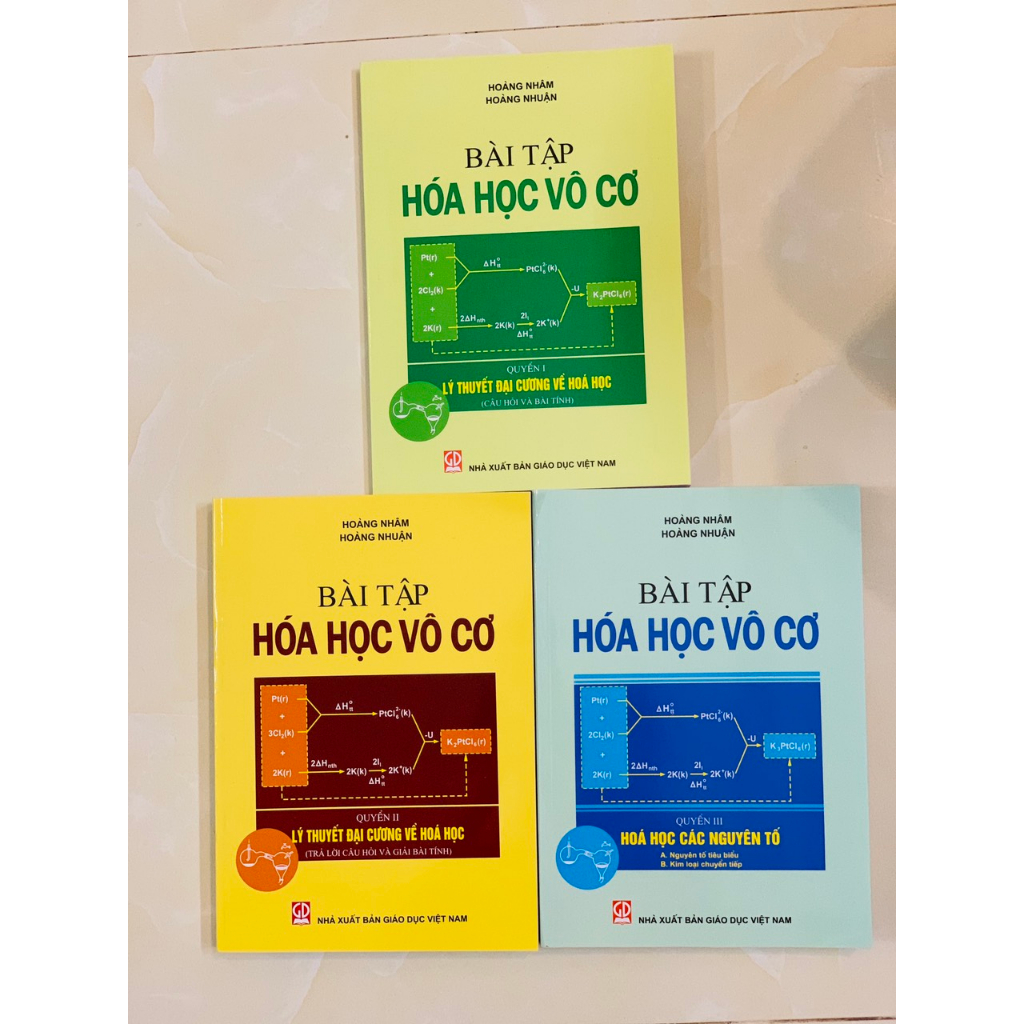 HOÀNG NHÂM
HOÀNG NHUẬN
BÀI TẬP
HÓA HỌC VÔ CƠ
Pt(r)
+
2Cl₂(k)
+
2K(r)
ΔH°tt
PtCl₆²⁻(k)
-U
K₂PtCl₆(r)
2ΔHnth
2K(k)
2I₁
ΔH°tt
2K⁺(k)
QUYỂN I
LÝ THUYẾT ĐẠI CƯƠNG VỀ HOÁ HỌC
(CÂU HỎI VÀ BÀI TÍNH)
GD
NHÀ XUẤT BẢN GIÁO DỤC VIỆT NAM
HOÀNG NHÂM
HOÀNG NHUẬN
BÀI TẬP
HÓA HỌC VÔ CƠ
Pt(r)
+
3Cl₂(k)
+
2K(r)
ΔH°tt
PtCl₆²⁻(k)
-U
K₂PtCl₆(r)
2ΔHnth
2K(k)
2I₁
ΔH°tt
2K⁺(k)
QUYỂN II
LÝ THUYẾT ĐẠI CƯƠNG VỀ HOÁ HỌC
(TRẢ LỜI CÂU HỎI VÀ GIẢI BÀI TÍNH)
GD
NHÀ XUẤT BẢN GIÁO DỤC VIỆT NAM
HOÀNG NHÂM
HOÀNG NHUẬN
BÀI TẬP
HÓA HỌC VÔ CƠ
Pt(r)
+
2Cl₂(k)
+
2K(r)
ΔH°tt
PtCl₆²⁻(k)
-U
2ΔHnth
2K(k)
2I₁
ΔH°tt
2K⁺(k)
QUYỂN III
HOÁ HỌC CÁC NGUYÊN TỐ
A. Nguyên tố tiêu biểu
B. Kim loại chuyển tiếp
GD
NHÀ XUẤT BẢN GIÁO DỤC VIỆT NAM